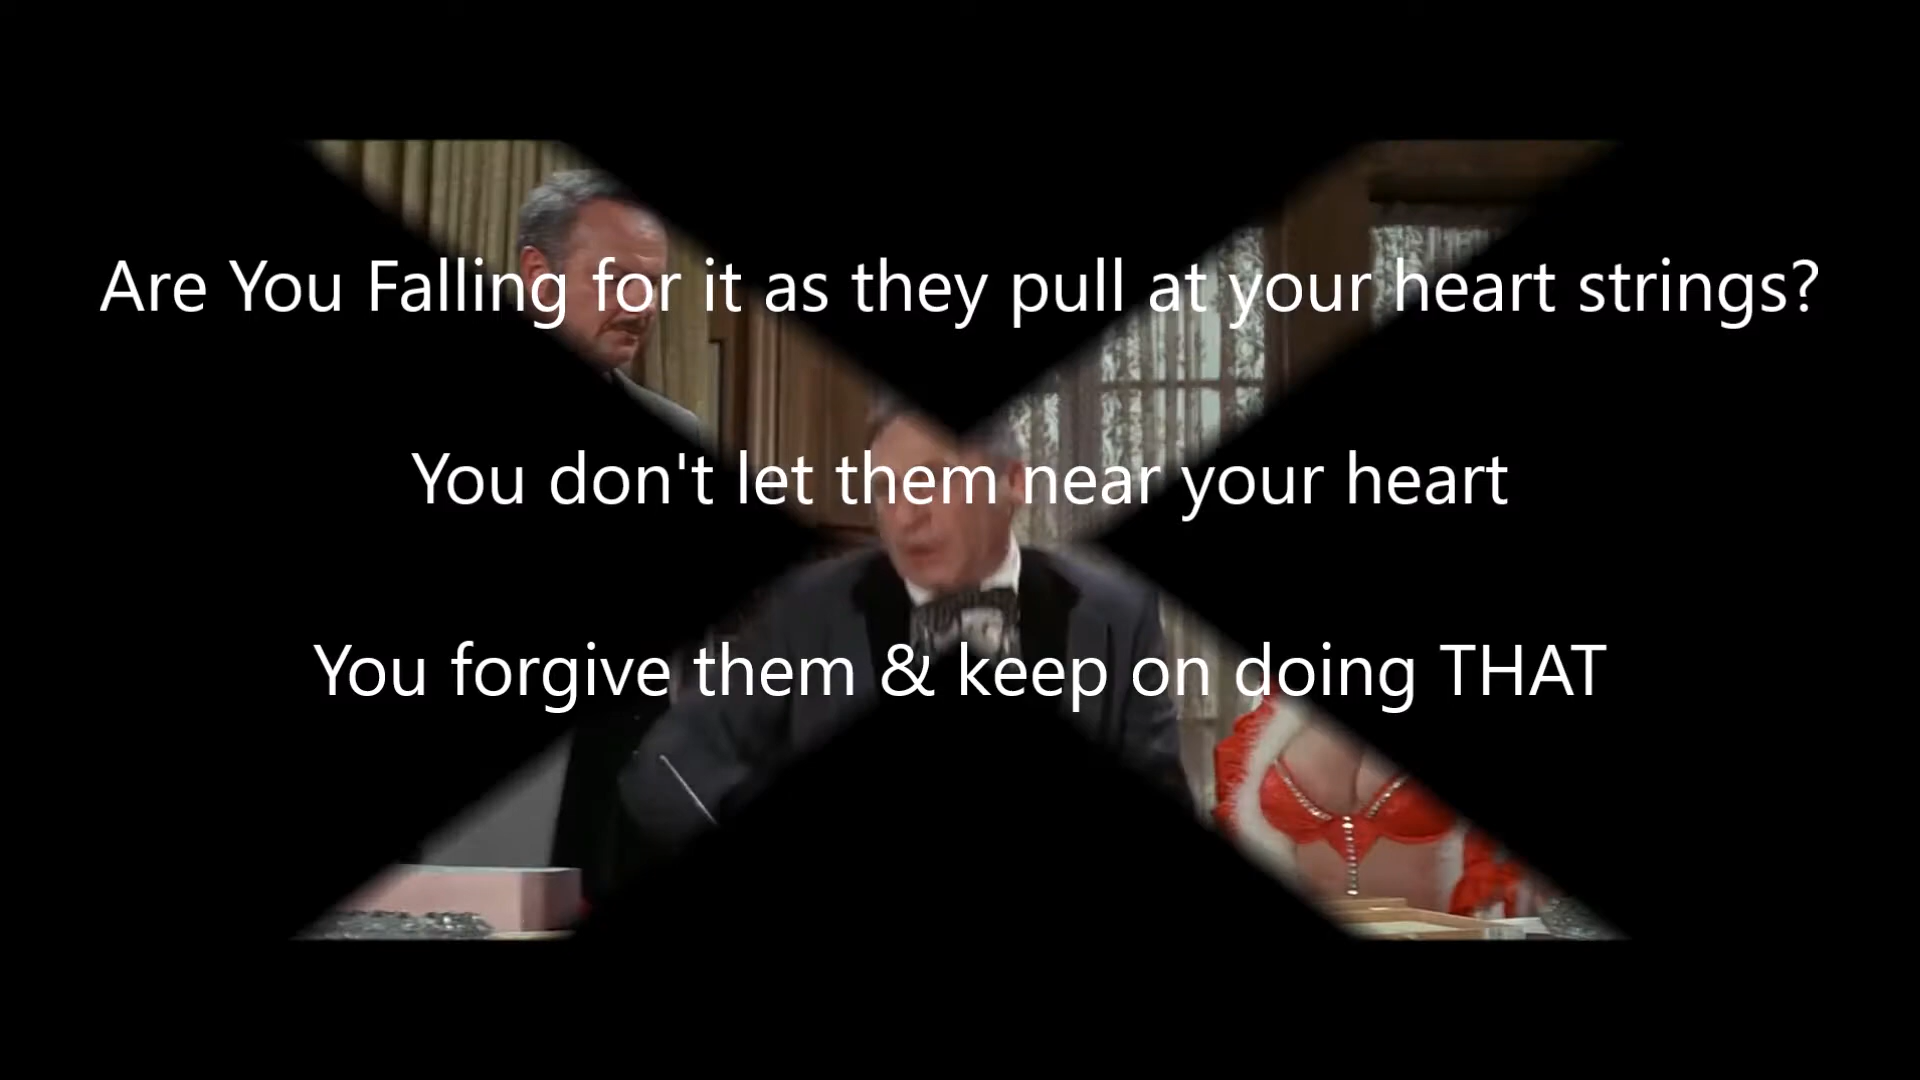 Are You Falling for it as they pull at your heart strings?
You don't let them near your heart
You forgive them & keep on doing THAT